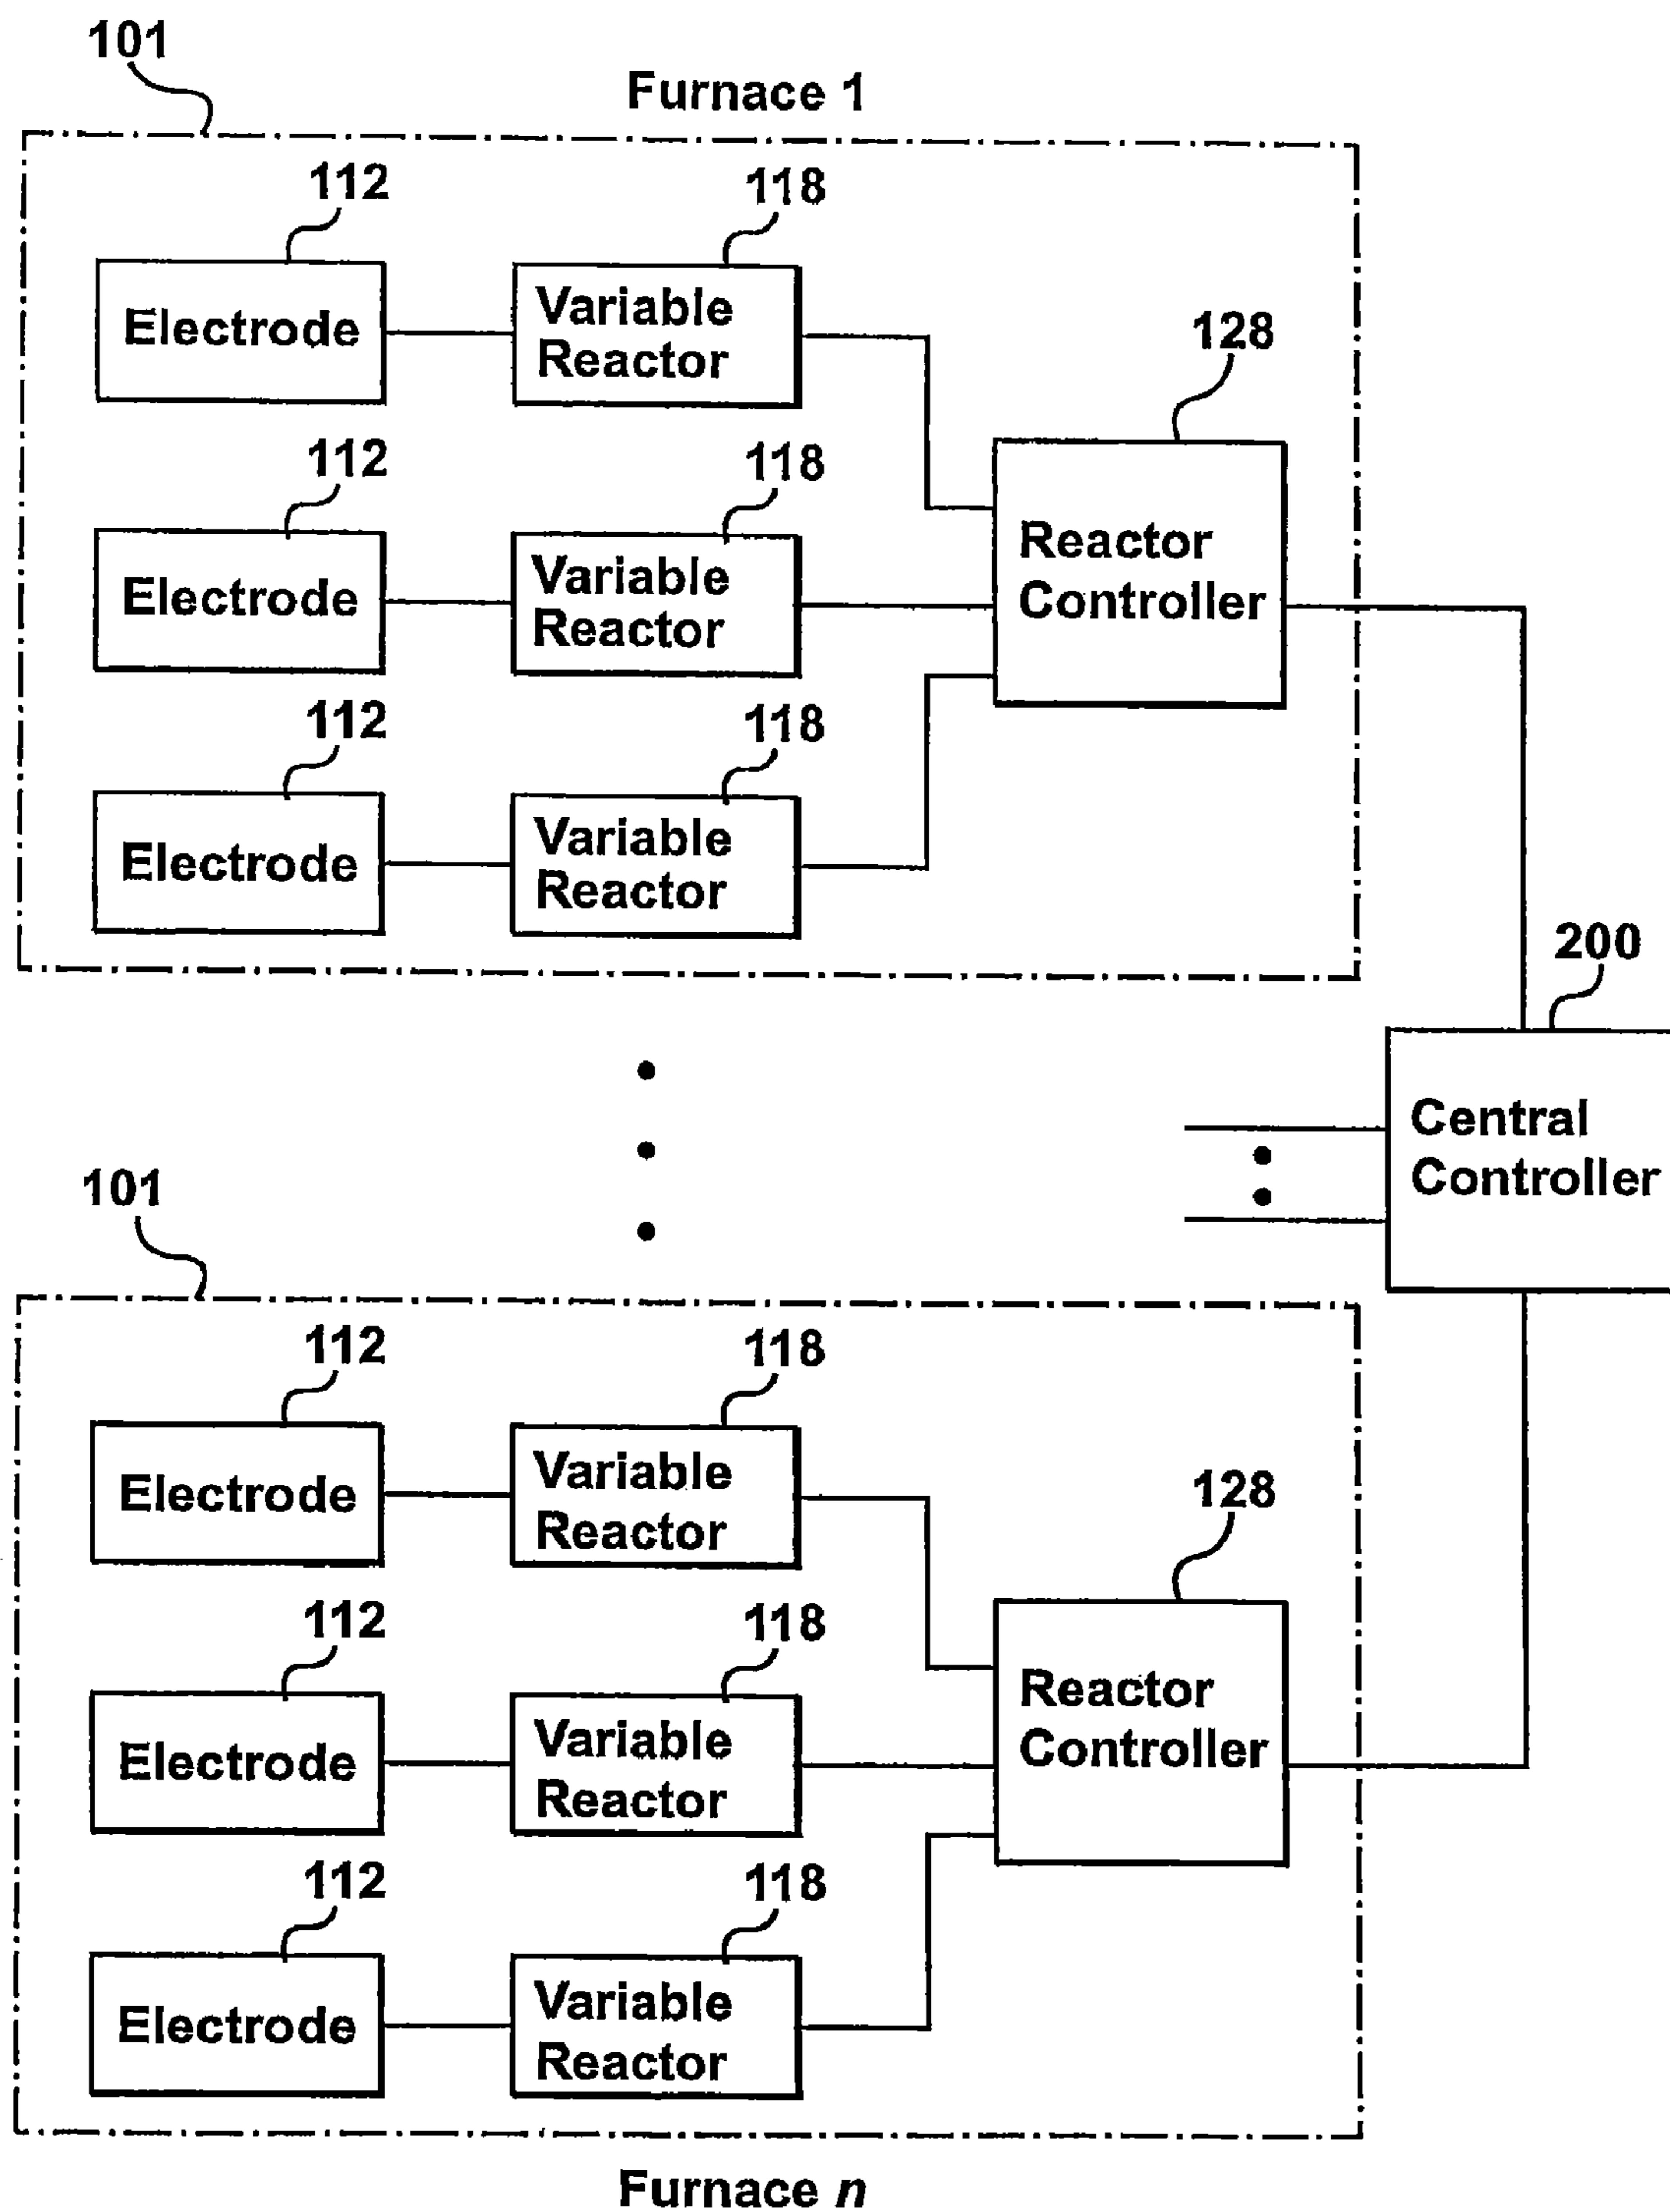 101
Furnace 1
112
118
Electrode
Variable
Reactor
128
112
118
Electrode
Variable
Reactor
Reactor
Controller
112
118
Electrode
Variable
Reactor
200
Central
Controller
101
112
118
Electrode
Variable
Reactor
128
112
118
Electrode
Variable
Reactor
Reactor
Controller
112
118
Electrode
Variable
Reactor
Furnace n